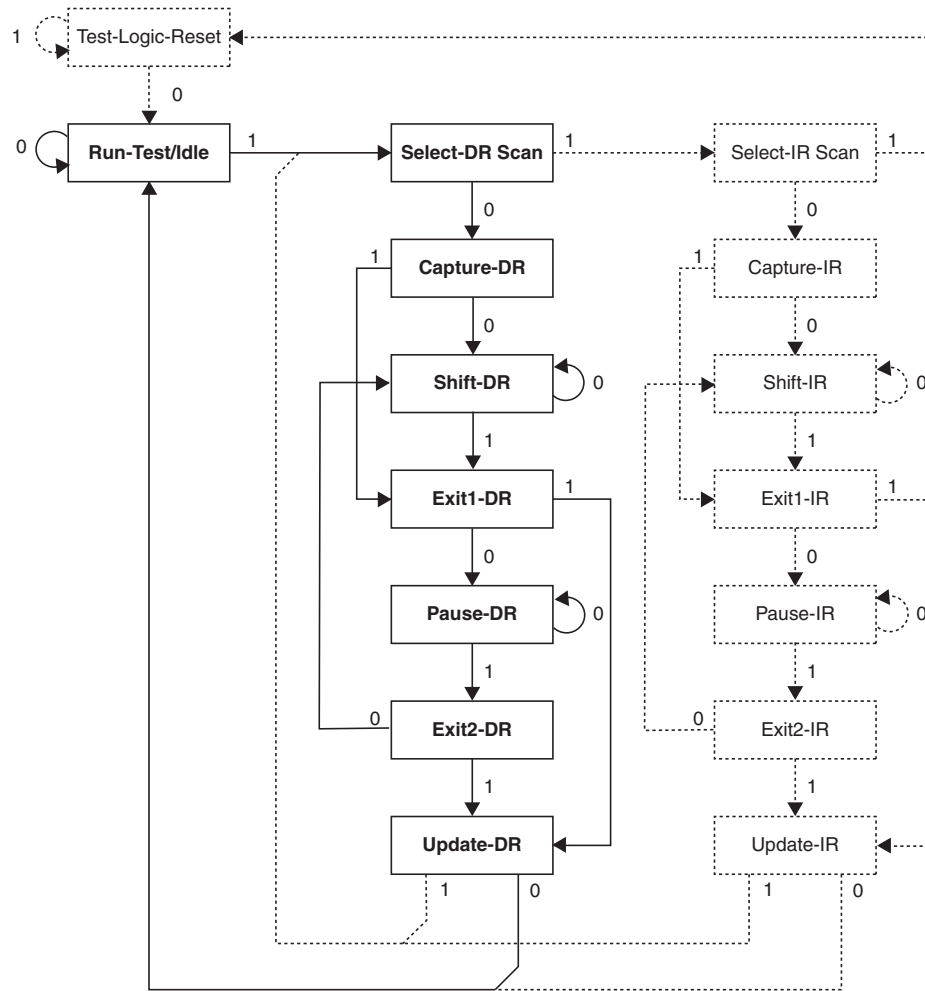 1 Test-Logic-Reset
0
0 Run-Test/Idle 1 Select-DR Scan 1 Select-IR Scan 1
0 0
1 Capture-DR 1 Capture-IR
0 0
Shift-DR 0 Shift-IR 0
1 1
Exit1-DR 1 Exit1-IR 1
0 0
Pause-DR 0 Pause-IR 0
1 1
0 Exit2-DR 0 Exit2-IR
1 1
Update-DR Update-IR
1 0 1 0